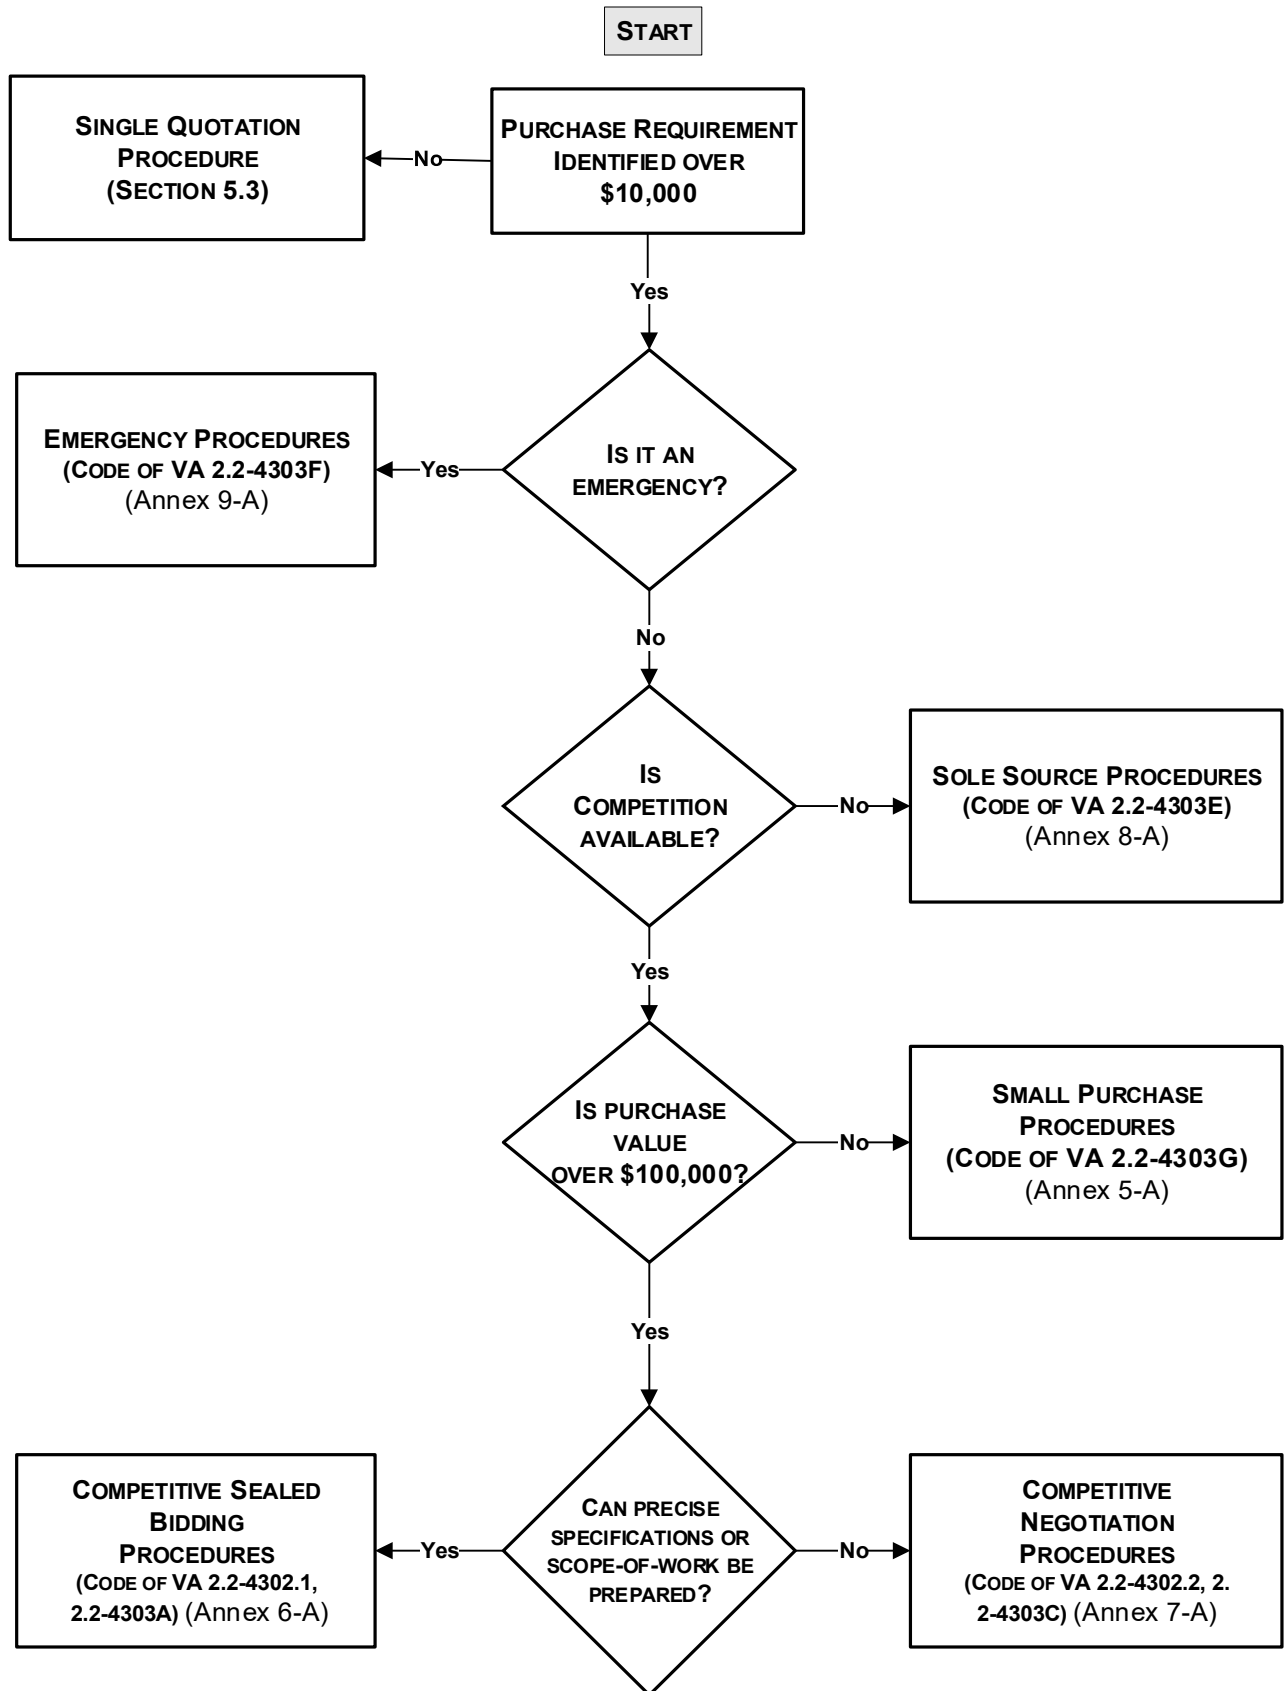 START
SINGLE QUOTATION
PROCEDURE
(SECTION 5.3)
No
PURCHASE REQUIREMENT
IDENTIFIED OVER
$10,000
Yes
EMERGENCY PROCEDURES
(CODE OF VA 2.2-4303F)
(Annex 9-A)
Yes
IS IT AN
EMERGENCY?
No
IS
COMPETITION
AVAILABLE?
No
SOLE SOURCE PROCEDURES
(CODE OF VA 2.2-4303E)
(Annex 8-A)
Yes
IS PURCHASE
VALUE
OVER $100,000?
No
SMALL PURCHASE
PROCEDURES
(CODE OF VA 2.2-4303G)
(Annex 5-A)
Yes
COMPETITIVE SEALED
BIDDING
PROCEDURES
(CODE OF VA 2.2-4302.1,
2.2-4303A) (Annex 6-A)
Yes
CAN PRECISE
SPECIFICATIONS OR
SCOPE-OF-WORK BE
PREPARED?
No
COMPETITIVE
NEGOTIATION
PROCEDURES
(CODE OF VA 2.2-4302.2, 2.
2-4303C) (Annex 7-A)